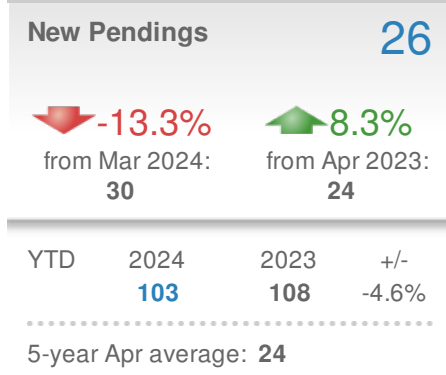 New Pendings 26
-13.3% 8.3%
from Mar 2024: from Apr 2023:
30 24
YTD 2024 2023 +/-
103 108 -4.6%
5-year Apr average: 24